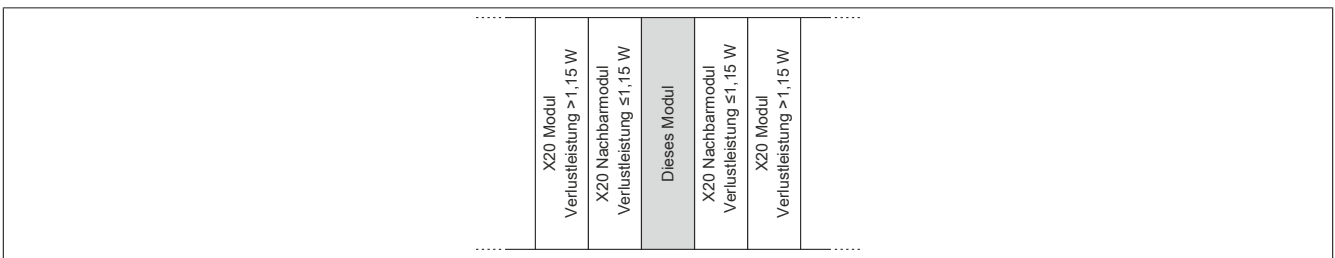 X20 Modul
Verlustleistung >1,15 W
X20 Nachbarmodul
Verlustleistung ≤1,15 W
Dieses Modul
X20 Nachbarmodul
Verlustleistung ≤1,15 W
X20 Modul
Verlustleistung >1,15 W